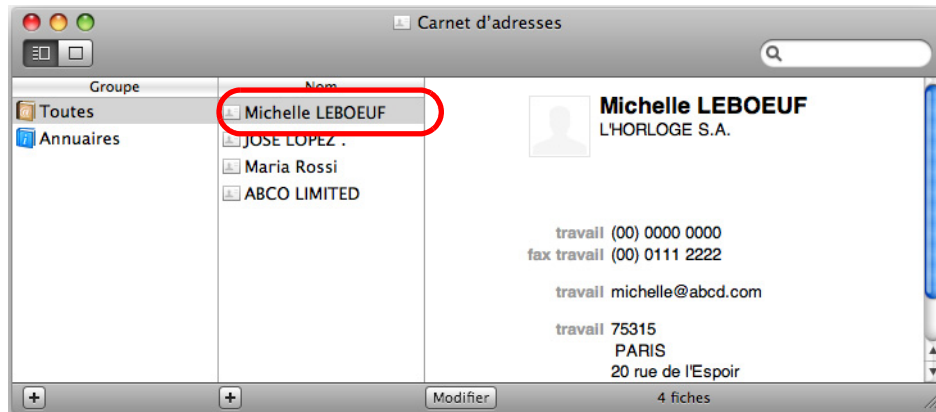 Carnet d'adresses
Groupe
Toutes
Annuaires
Nom
Michelle LEBOEUF
JOSE LOPEZ .
Maria Rossi
ABCO LIMITED
Michelle LEBOEUF
L'HORLOGE S.A.
travail (00) 0000 0000
fax travail (00) 0111 2222
travail michelle@abcd.com
travail 75315
PARIS
20 rue de l'Espoir
Modifier
4 fiches